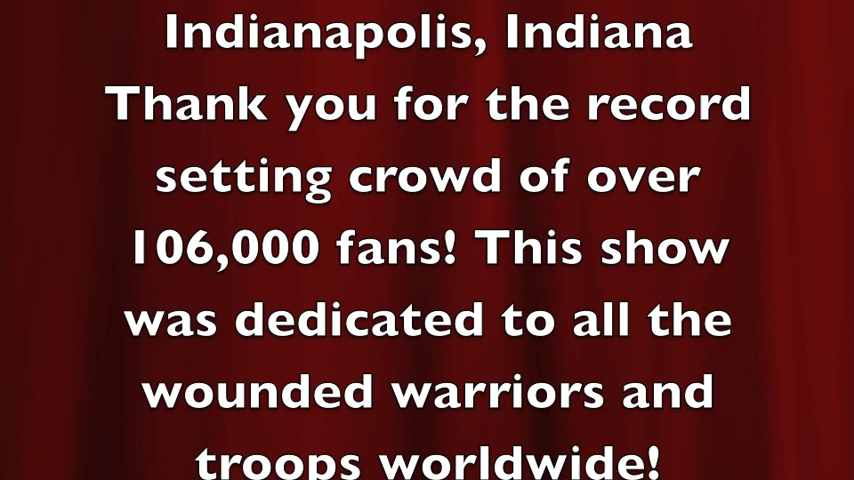 Indianapolis, Indiana
Thank you for the record
setting crowd of over
106,000 fans! This show
was dedicated to all the
wounded warriors and
troops worldwide!